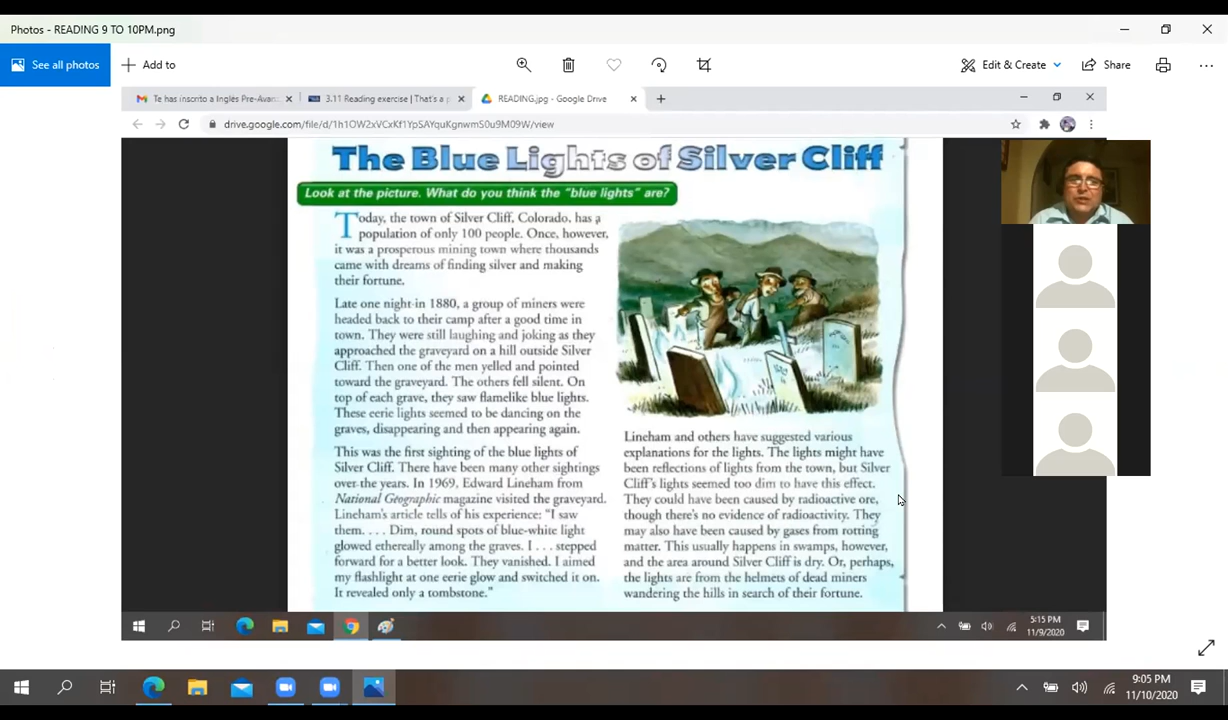 Photos - READING 9 TO 10PM.png
See all photos
Add to
Edit & Create
Share
Te has inscrito a Inglés Pre-Avan
3.11 Reading exercise | That's a p
READING.jpg - Google Drive
drive.google.com/file/d/1h1OW2xVCxKf1YpSAYquKgnwmS0u9M09W/view
The Blue Lights of Silver Cliff
Look at the picture. What do you think the "blue lights" are?
Today, the town of Silver Cliff, Colorado, has a
population of only 100 people. Once, however,
it was a prosperous mining town where thousands
came with dreams of finding silver and making
their fortune.
Late one night in 1880, a group of miners were
headed back to their camp after a good time in
town. They were still laughing and joking as they
approached the graveyard on a hill outside Silver
Cliff. Then one of the men yelled and pointed
toward the graveyard. The others fell silent. On
top of each grave, they saw flamelike blue lights.
These eerie lights seemed to be dancing on the
graves, disappearing and then appearing again.
This was the first sighting of the blue lights of
Silver Cliff. There have been many other sightings
over the years. In 1969, Edward Lineham from
National Geographic magazine visited the graveyard.
Lineham's article tells of his experience: "I saw
them. . . . Dim, round spots of blue-white light
glowed ethereally among the graves. I . . . stepped
forward for a better look. They vanished. I aimed
my flashlight at one eerie glow and switched it on.
It revealed only a tombstone."
Lineham and others have suggested various
explanations for the lights. The lights might have
been reflections of lights from the town, but Silver
Cliff's lights seemed too dim to have this effect.
They could have been caused by radioactive ore,
though there's no evidence of radioactivity. They
may also have been caused by gases from rotting
matter. This usually happens in swamps, however,
and the area around Silver Cliff is dry. Or, perhaps,
the lights are from the helmets of dead miners
wandering the hills in search of their fortune.
5:15 PM
11/9/2020
9:05 PM
11/10/2020